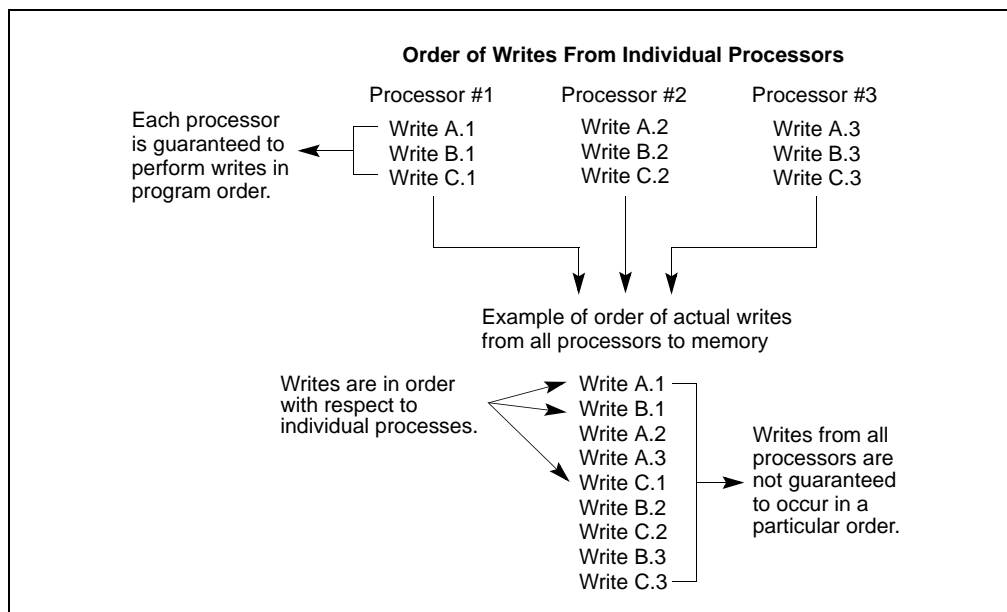 Order of Writes From Individual Processors
Each processor
is guaranteed to
perform writes in
program order.
Processor #1
Write A.1
Write B.1
Write C.1
Processor #2
Write A.2
Write B.2
Write C.2
Processor #3
Write A.3
Write B.3
Write C.3
Example of order of actual writes
from all processors to memory
Writes are in order
with respect to
individual processes.
Write A.1
Write B.1
Write A.2
Write A.3
Write C.1
Write B.2
Write C.2
Write B.3
Write C.3
Writes from all
processors are
not guaranteed
to occur in a
particular order.